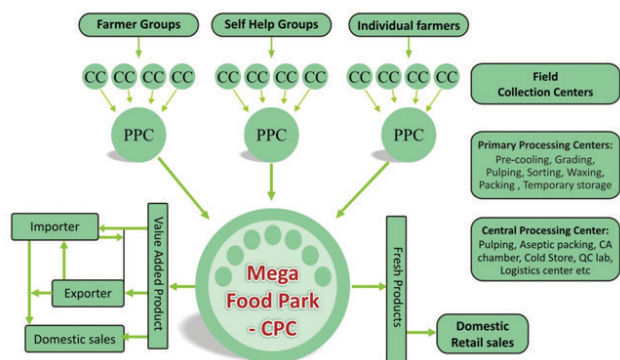 Farmer Groups
Self Help Groups
Individual farmers
CC CC CC CC
CC CC CC CC
CC CC CC CC
PPC
PPC
PPC
Field
Collection Centers
Primary Processing Centers:
Pre-cooling, Grading,
Pulping, Sorting, Waxing,
Packing , Temporary storage
Central Processing Center:
Pulping, Aseptic packing, CA
chamber, Cold Store, QC lab,
Logistics center etc
Importer
Exporter
Domestic sales
Value Added Product
Mega
Food Park
- CPC
Fresh Products
Domestic
Retail sales